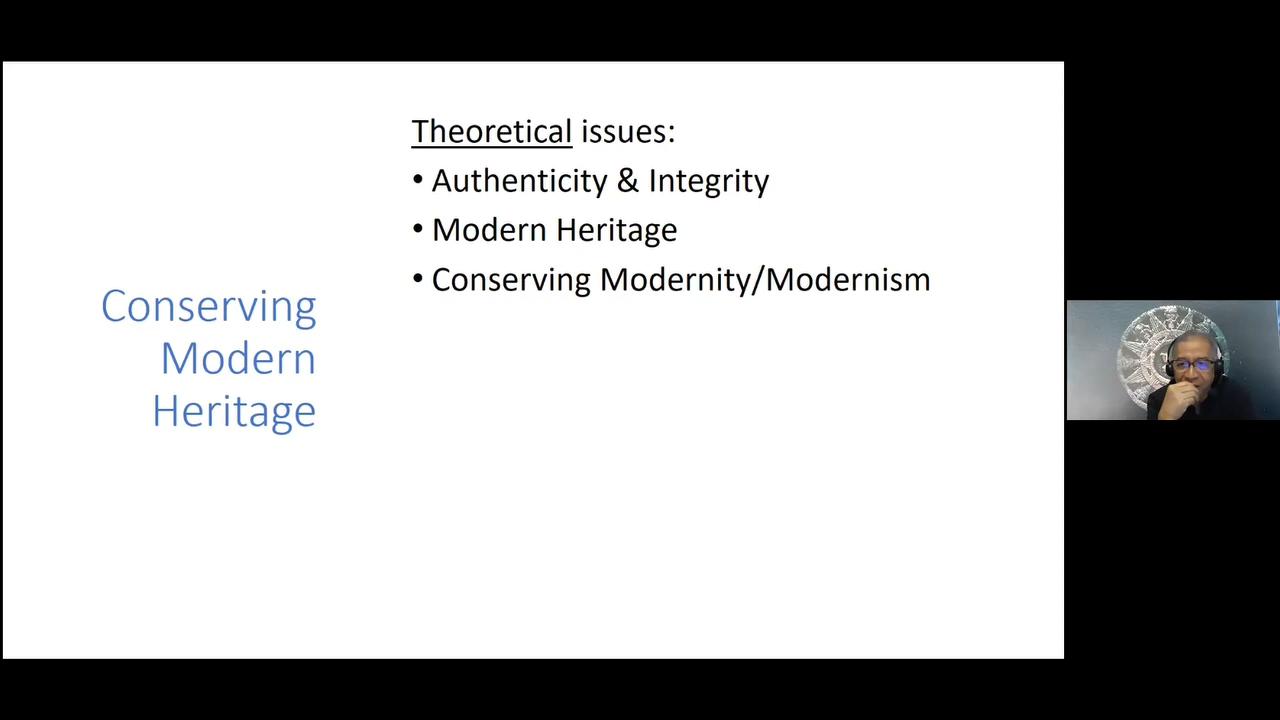 Conserving
Modern
Heritage
Theoretical issues:
• Authenticity & Integrity
• Modern Heritage
• Conserving Modernity/Modernism